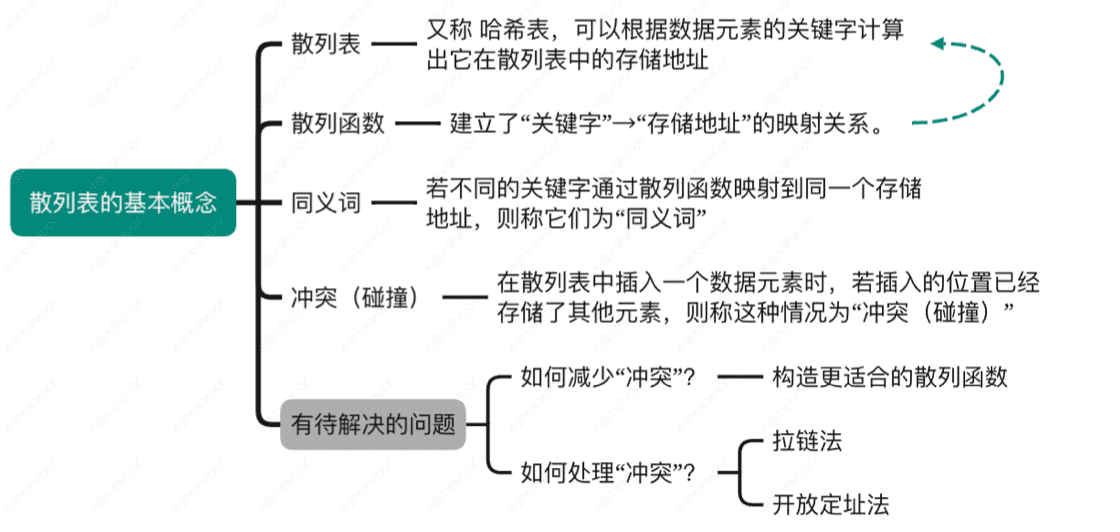 散列表的基本概念
散列表
又称 哈希表，可以根据数据元素的关键字计算
出它在散列表中的存储地址
散列函数
建立了“关键字”→“存储地址”的映射关系。
同义词
若不同的关键字通过散列函数映射到同一个存储
地址，则称它们为“同义词”
冲突（碰撞）
在散列表中插入一个数据元素时，若插入的位置已经
存储了其他元素，则称这种情况为“冲突（碰撞）”
有待解决的问题
如何减少“冲突”？
构造更适合的散列函数
如何处理“冲突”？
拉链法
开放定址法